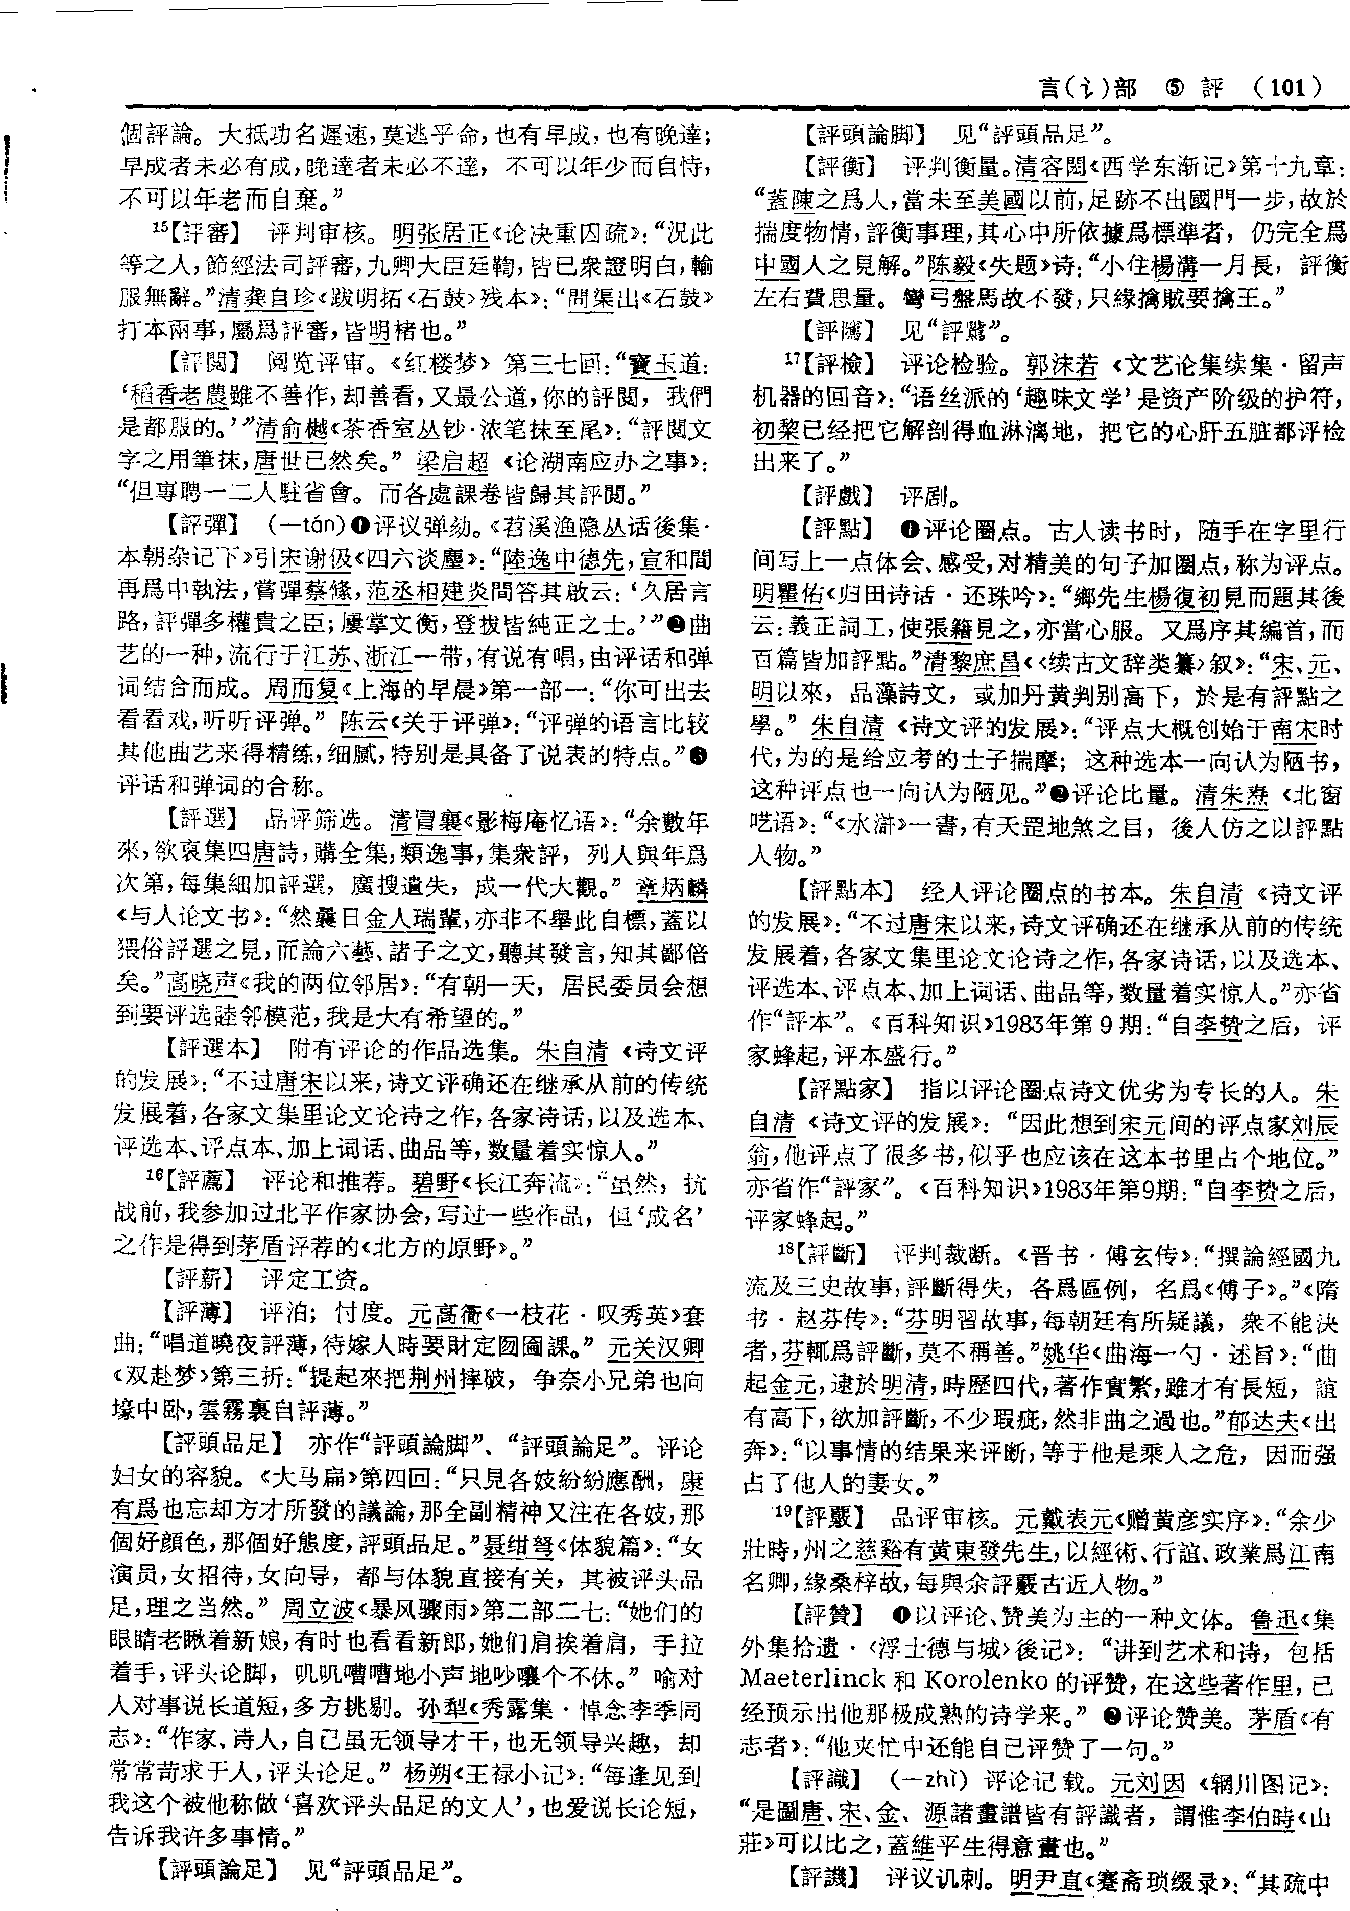 言(讠)部 ⑤ 評 (101)
個評論。大抵功名遲速,莫逃乎命,也有早成,也有晚達;
早成者未必有成,晚達者未必不達,不可以年少而自恃,
不可以年老而自棄。”
15【評審】 评判审核。明张居正《论决重囚疏》:“況此
等之人,節經法司評審,九卿大臣廷鞫,皆已衆證明白,輸
服無辭。”清龚自珍《跋明拓〈石鼓〉残本》:“問渠出《石鼓》
打本兩事,屬爲評審,皆明楮也。”
【評閲】 阅览评审。《红楼梦》第三七回:“寶玉道:
‘稻香老農雖不善作,却善看,又最公道,你的評閲,我們
是都服的。’”清俞樾《茶香室丛钞·浓笔抹至尾》:“評閲文
字之用筆抹,唐世已然矣。”梁启超《论湖南应办之事》:
“但專聘一二人駐省會。而各處課卷皆歸其評閲。”
【評彈】 (—tán)❶评议弹劾。《苕溪渔隐丛话後集·
本朝杂记下》引宋谢伋《四六谈麈》:“陸逸中德先,宣和間
再爲中執法,嘗彈蔡絛,范丞相建炎間答其啟云:‘久居言
路,評彈多權貴之臣;屢掌文衡,登拔皆純正之士。’”❷曲
艺的一种,流行于江苏、浙江一带,有说有唱,由评话和弹
词结合而成。周而复《上海的早晨》第一部一:“你可出去
看看戏,听听评弹。”陈云《关于评弹》:“评弹的语言比较
其他曲艺来得精练,细腻,特别是具备了说表的特点。”❸
评话和弹词的合称。
【評選】 品评筛选。清冒襄《影梅庵忆语》:“余數年
來,欲裒集四唐詩,購全集,類逸事,集衆評,列人與年爲
次第,每集細加評選,廣搜遺失,成一代大觀。”章炳麟
《与人论文书》:“然曩日金人瑞輩,亦非不舉此自標,蓋以
猥俗評選之見,而論六藝、諸子之文,聽其發言,知其鄙倍
矣。”高晓声《我的两位邻居》:“有朝一天,居民委员会想
到要评选睦邻模范,我是大有希望的。”
【評選本】 附有评论的作品选集。朱自清《诗文评
的发展》:“不过唐宋以来,诗文评确还在继承从前的传统
发展着,各家文集里论文论诗之作,各家诗话,以及选本、
评选本、评点本、加上词话、曲品等,数量着实惊人。”
16【評薦】 评论和推荐。碧野《长江奔流》:“虽然,抗
战前,我参加过北平作家协会,写过一些作品,但‘成名’
之作是得到茅盾评荐的《北方的原野》。”
【評薪】 评定工资。
【評薄】 评泊;忖度。元高衢《一枝花·叹秀英》套
曲:“唱道曉夜評薄,待嫁人時要財定囫圇課。”元关汉卿
《双赴梦》第三折:“提起來把荆州摔破,争奈小兄弟也向
壕中卧,雲霧裏自評薄。”
【評頭品足】 亦作“評頭論脚”、“評頭論足”。评论
妇女的容貌。《大马扁》第四回:“只見各妓紛紛應酬,康
有爲也忘却方才所發的議論,那全副精神又注在各妓,那
個好顔色,那個好態度,評頭品足。”聂绀弩《体貌篇》:“女
演员,女招待,女向导,都与体貌直接有关,其被评头品
足,理之当然。”周立波《暴风骤雨》第二部二七:“她们的
眼睛老瞅着新娘,有时也看看新郎,她们肩挨着肩,手拉
着手,评头论脚,叽叽嘈嘈地小声地吵嚷个不休。”喻对
人对事说长道短,多方挑剔。孙犁《秀露集·悼念李季同
志》:“作家、诗人,自己虽无领导才干,也无领导兴趣,却
常常苛求于人,评头论足。”杨朔《王禄小记》:“每逢见到
我这个被他称做‘喜欢评头品足的文人’,也爱说长论短,
告诉我许多事情。”
【評頭論足】 见“評頭品足”。
【評頭論脚】 见“評頭品足”。
【評衡】 评判衡量。清容闳《西学东渐记》第十九章:
“蓋陳之爲人,當未至美國以前,足跡不出國門一步,故於
揣度物情,評衡事理,其心中所依據爲標準者,仍完全爲
中國人之見解。”陈毅《失题》诗:“小住楊溝一月長,評衡
左右費思量。彎弓盤馬故不發,只緣擒賊要擒王。”
【評隲】 见“評騭”。
17【評檢】 评论检验。郭沫若《文艺论集续集·留声
机器的回音》:“语丝派的‘趣味文学’是资产阶级的护符,
初黎已经把它解剖得血淋漓地,把它的心肝五脏都评检
出来了。”
【評戲】 评剧。
【評點】 ❶评论圈点。古人读书时,随手在字里行
间写上一点体会、感受,对精美的句子加圈点,称为评点。
明瞿佑《归田诗话·还珠吟》:“鄉先生楊復初見而題其後
云:義正詞工,使張籍見之,亦當心服。又爲序其编首,而
百篇皆加評點。”清黎庶昌《〈续古文辞类纂〉叙》:“宋、元、
明以來,品藻詩文,或加丹黄判别高下,於是有評點之
學。”朱自清《诗文评的发展》:“评点大概创始于南宋时
代,为的是给应考的士子揣摩;这种选本一向认为陋书,
这种评点也一向认为陋见。”❷评论比量。清朱焘《北窗
呓语》:“《水滸》一書,有天罡地煞之目,後人仿之以評點
人物。”
【評點本】 经人评论圈点的书本。朱自清《诗文评
的发展》:“不过唐宋以来,诗文评确还在继承从前的传统
发展着,各家文集里论文论诗之作,各家诗话,以及选本、
评选本、评点本、加上词话、曲品等,数量着实惊人。”亦省
作“評本”。《百科知识》1983年第9期:“自李贽之后,评
家蜂起,评本盛行。”
【評點家】 指以评论圈点诗文优劣为专长的人。朱
自清《诗文评的发展》:“因此想到宋元间的评点家刘辰
翁,他评点了很多书,似乎也应该在这本书里占个地位。”
亦省作“評家”。《百科知识》1983年第9期:“自李贽之后,
评家蜂起。”
18【評斷】 评判裁断。《晋书·傅玄传》:“撰論經國九
流及三史故事,評斷得失,各爲區例,名爲《傅子》。”《隋
书·赵芬传》:“芬明習故事,每朝廷有所疑議,衆不能決
者,芬輒爲評斷,莫不稱善。”姚华《曲海一勺·述旨》:“曲
起金元,逮於明清,時歷四代,著作實繁,雖才有長短,誼
有高下,欲加評斷,不少瑕疵,然非曲之過也。”郁达夫《出
奔》:“以事情的结果来评断,等于他是乘人之危,因而强
占了他人的妻女。”
19【評覈】 品评审核。元戴表元《赠黄彦实序》:“余少
壯時,州之慈谿有黄東發先生,以經術、行誼、政業爲江南
名卿,緣桑梓故,每與余評覈古近人物。”
【評贊】 ❶以评论、赞美为主的一种文体。鲁迅《集
外集拾遗·〈浮士德与城〉後记》:“讲到艺术和诗,包括
Maeterlinck 和 Korolenko 的评赞,在这些著作里,已
经预示出他那极成熟的诗学来。”❷评论赞美。茅盾《有
志者》:“他夹忙中还能自己评赞了一句。”
【評識】 (—zhì)评论记载。元刘因《辋川图记》:
“是圖唐、宋、金、源諸畫譜皆有評識者,謂惟李伯時《山
莊》可以比之,蓋維平生得意畫也。”
【評譏】 评议讥刺。明尹直《謇斋琐缀录》:“其疏中